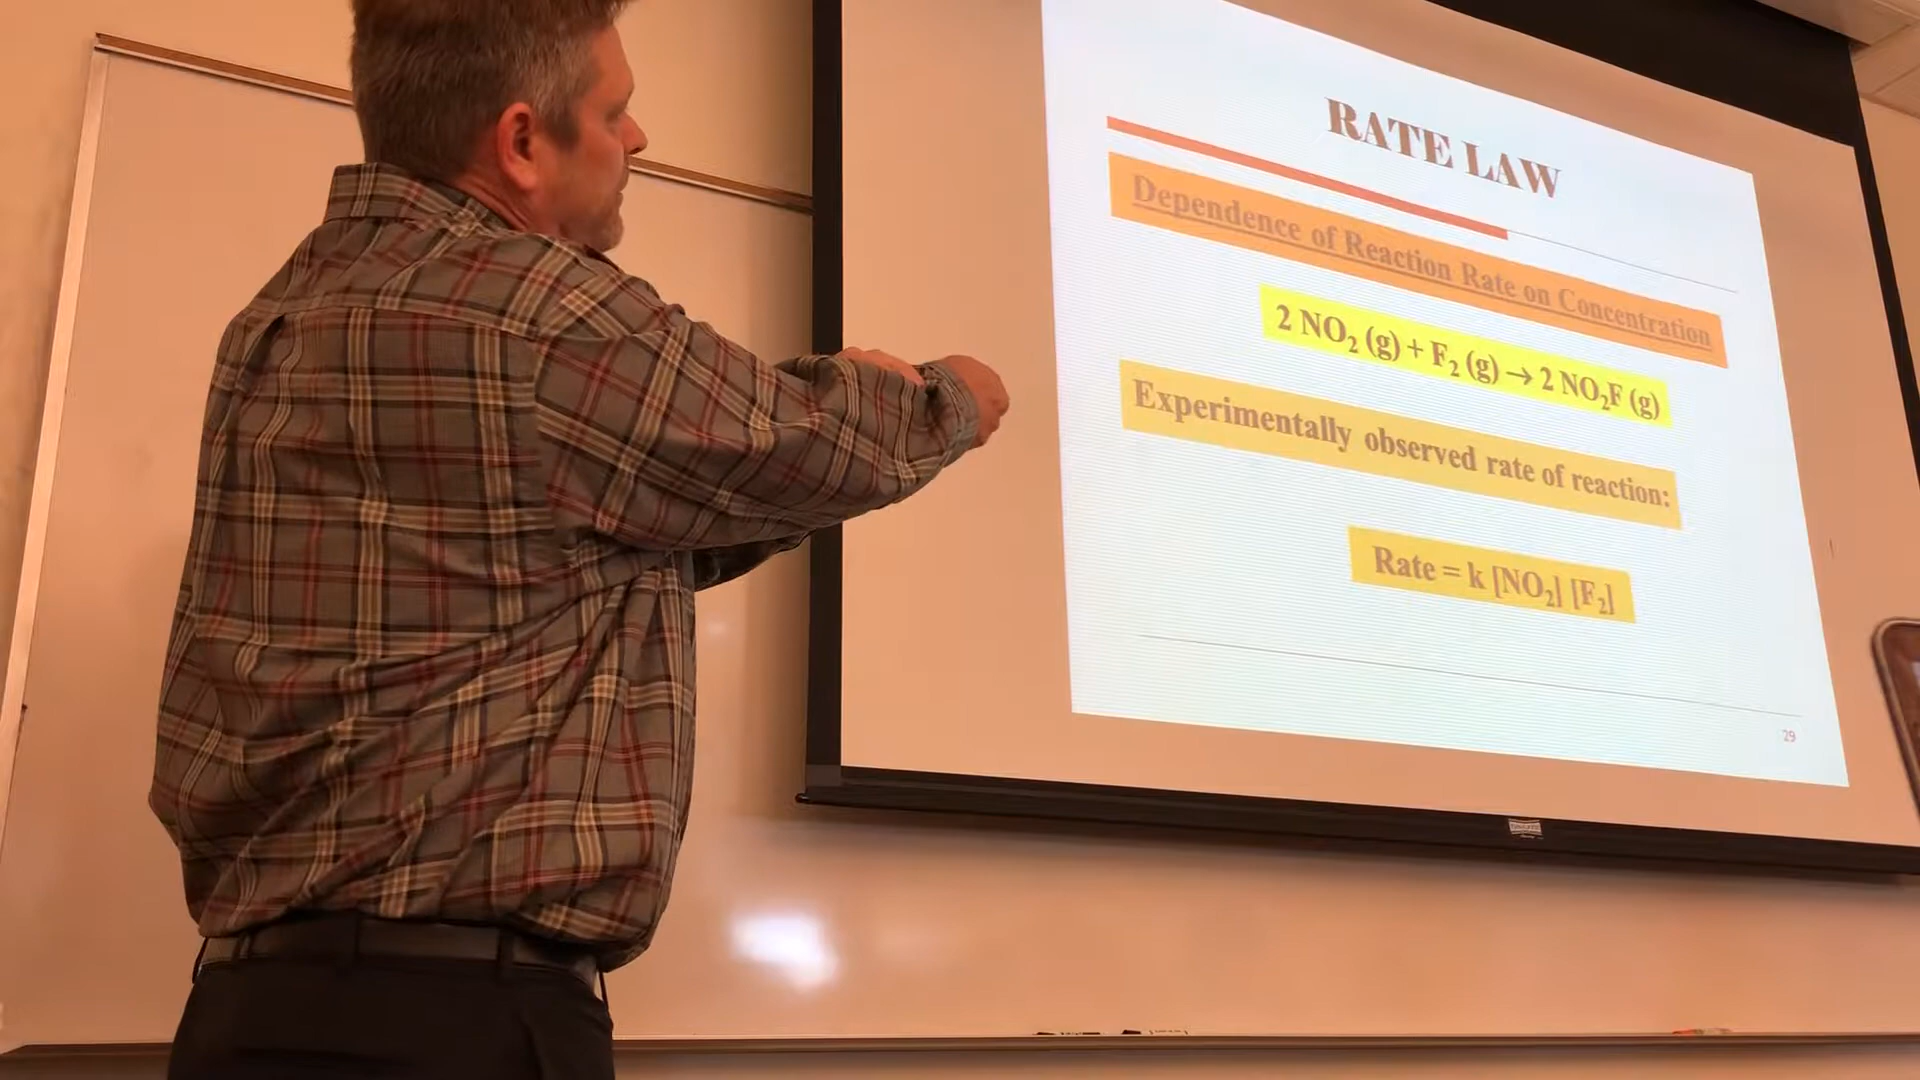 RATE LAW
Dependence of Reaction Rate on Concentration
2 NO₂ (g) + F₂ (g) → 2 NO₂F (g)
Experimentally observed rate of reaction:
Rate = k [NO₂] [F₂]
29